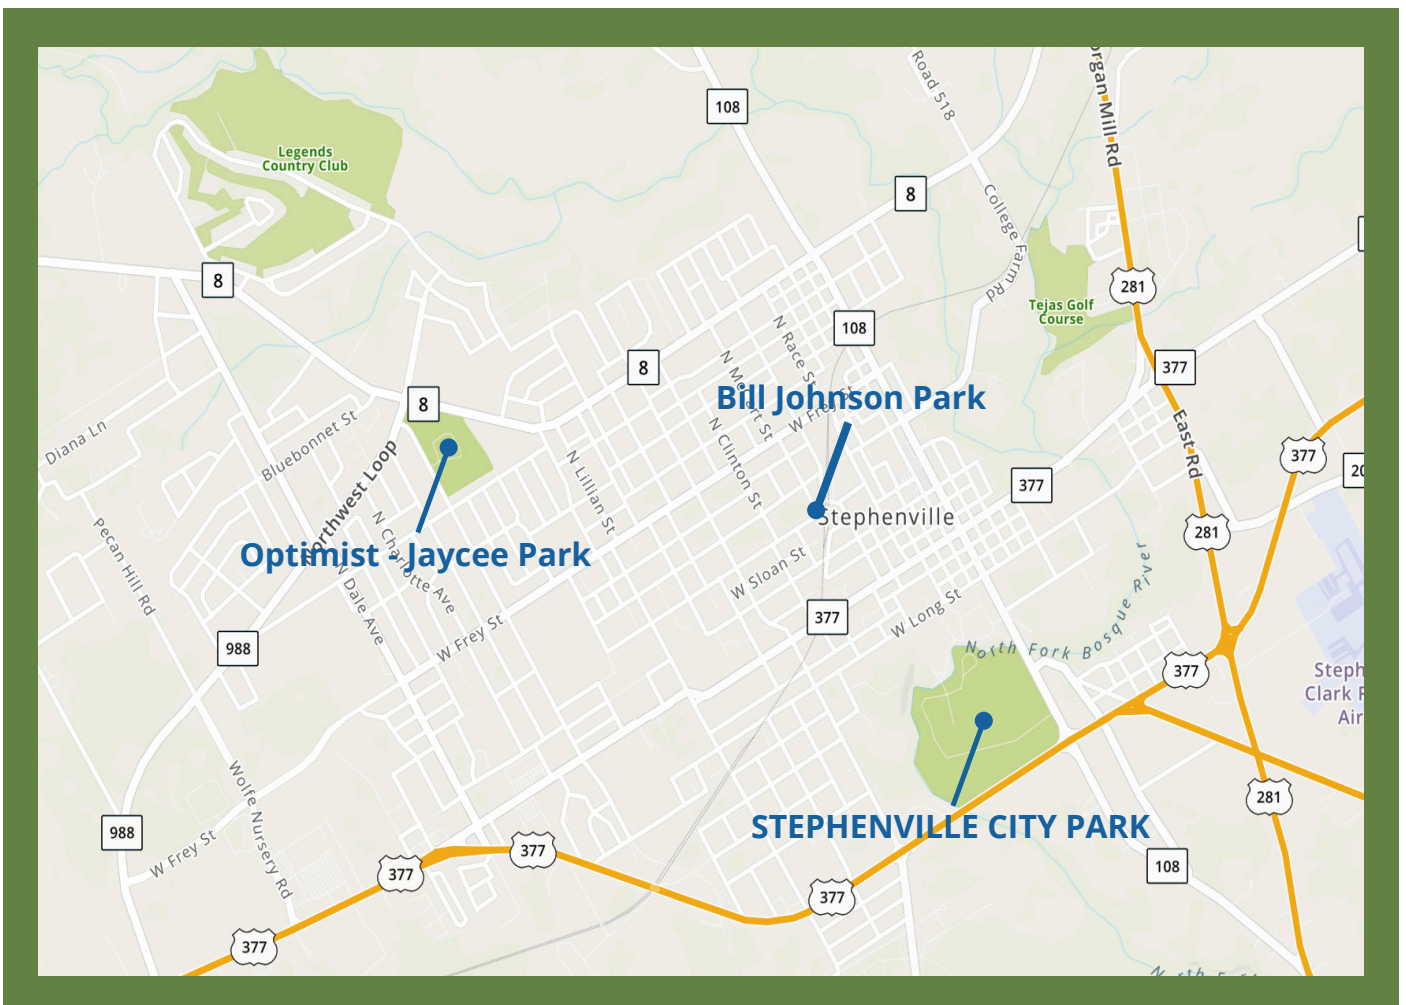 Legends
Country Club
108
Road 518
organ Mill Rd
8
College Farm Rd
8
281
Tejas Golf
Course
108
N Race St
377
8
8
Bill Johnson Park
W Frey St
N Clinton St
Diana Ln
Bluebonnet St
Northwest Loop
N Lillian St
East Rd
377
20
377
Stephenville
281
Pecan Hill Rd
N Charlotte Ave
Optimist - Jaycee Park
N Dale Ave
W Sloan St
North Fork Bosque River
377
W Long St
988
W Frey St
377
Steph
Clark R
Air
STEPHENVILLE CITY PARK
281
Wolfe Nursery Rd
988
W Frey St
377
377
108
377
377
North Fork